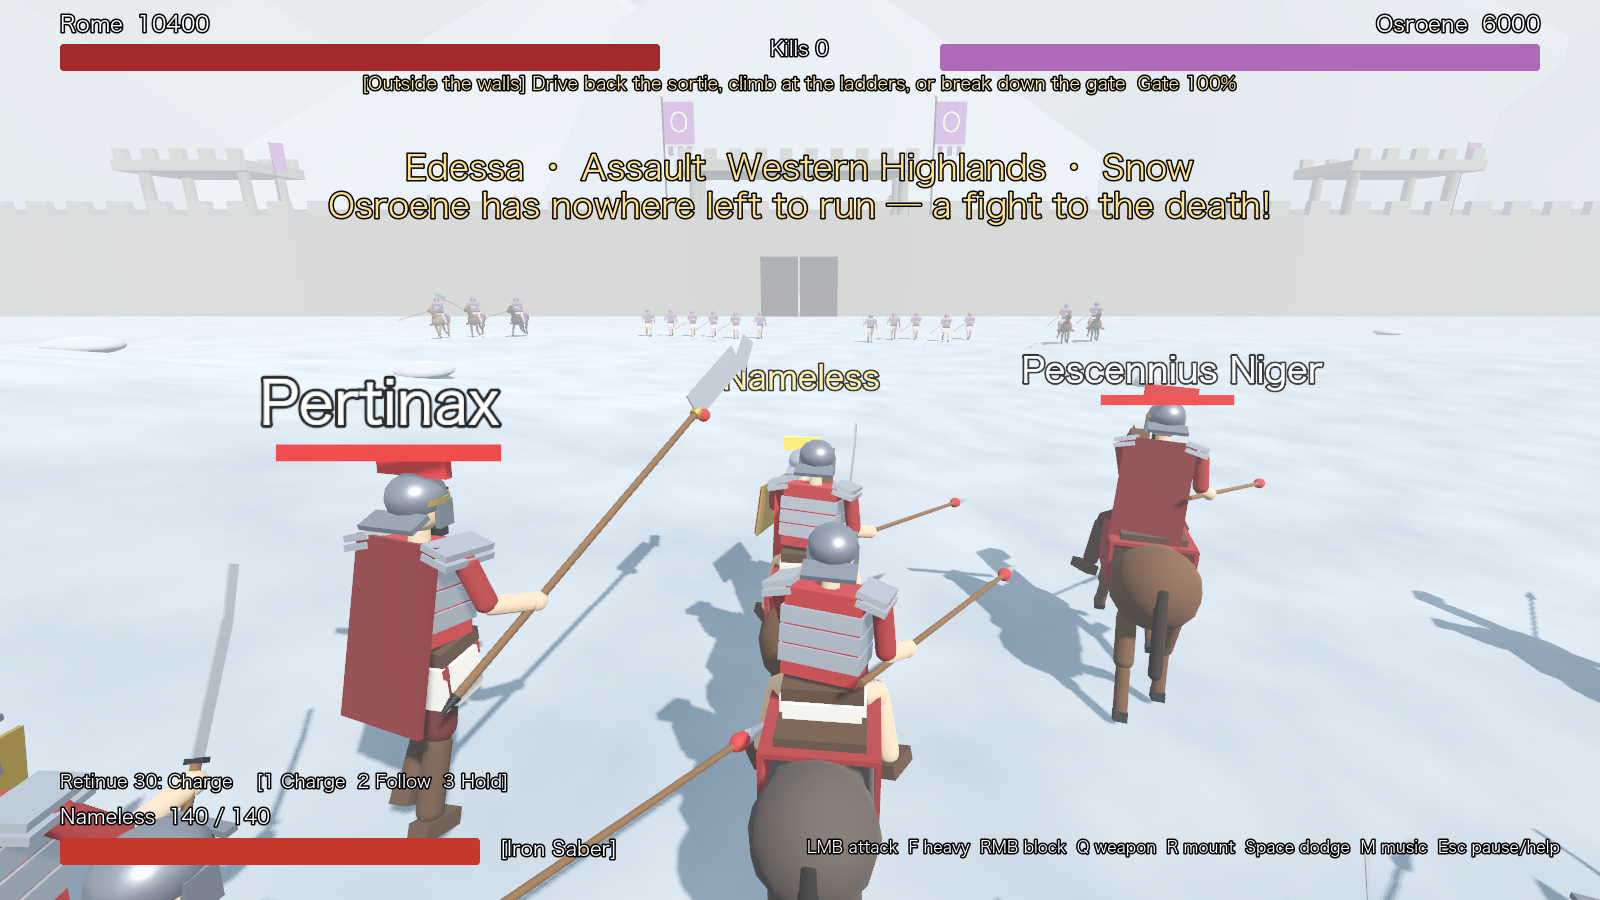 Rome 10400
Kills 0
Osroene 6000
[Outside the walls] Drive back the sortie, climb at the ladders, or break down the gate Gate 100%
Edessa · Assault Western Highlands · Snow
Osroene has nowhere left to run — a fight to the death!
Pertinax
Nameless
Pescennius Niger
Retinue 30: Charge [1 Charge 2 Follow 3 Hold]
Nameless 140 / 140
[Iron Saber]
LMB attack F heavy RMB block Q weapon R mount Space dodge M music Esc pause/help